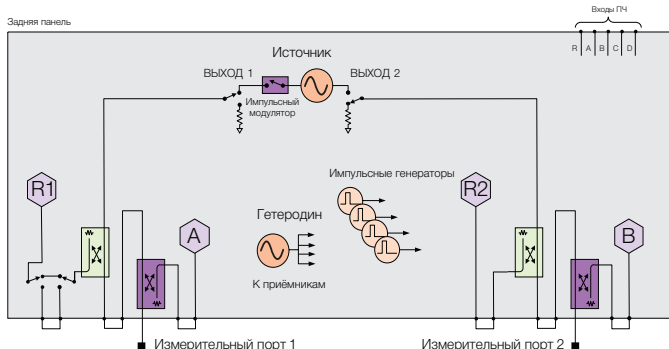 Входы ПЧ
Задняя панель
R A B C D
Источник
ВЫХОД 1
ВЫХОД 2
Импульсный
модулятор
Импульсные генераторы
R1
R2
Гетеродин
A
B
К приёмникам
Измерительный порт 1
Измерительный порт 2